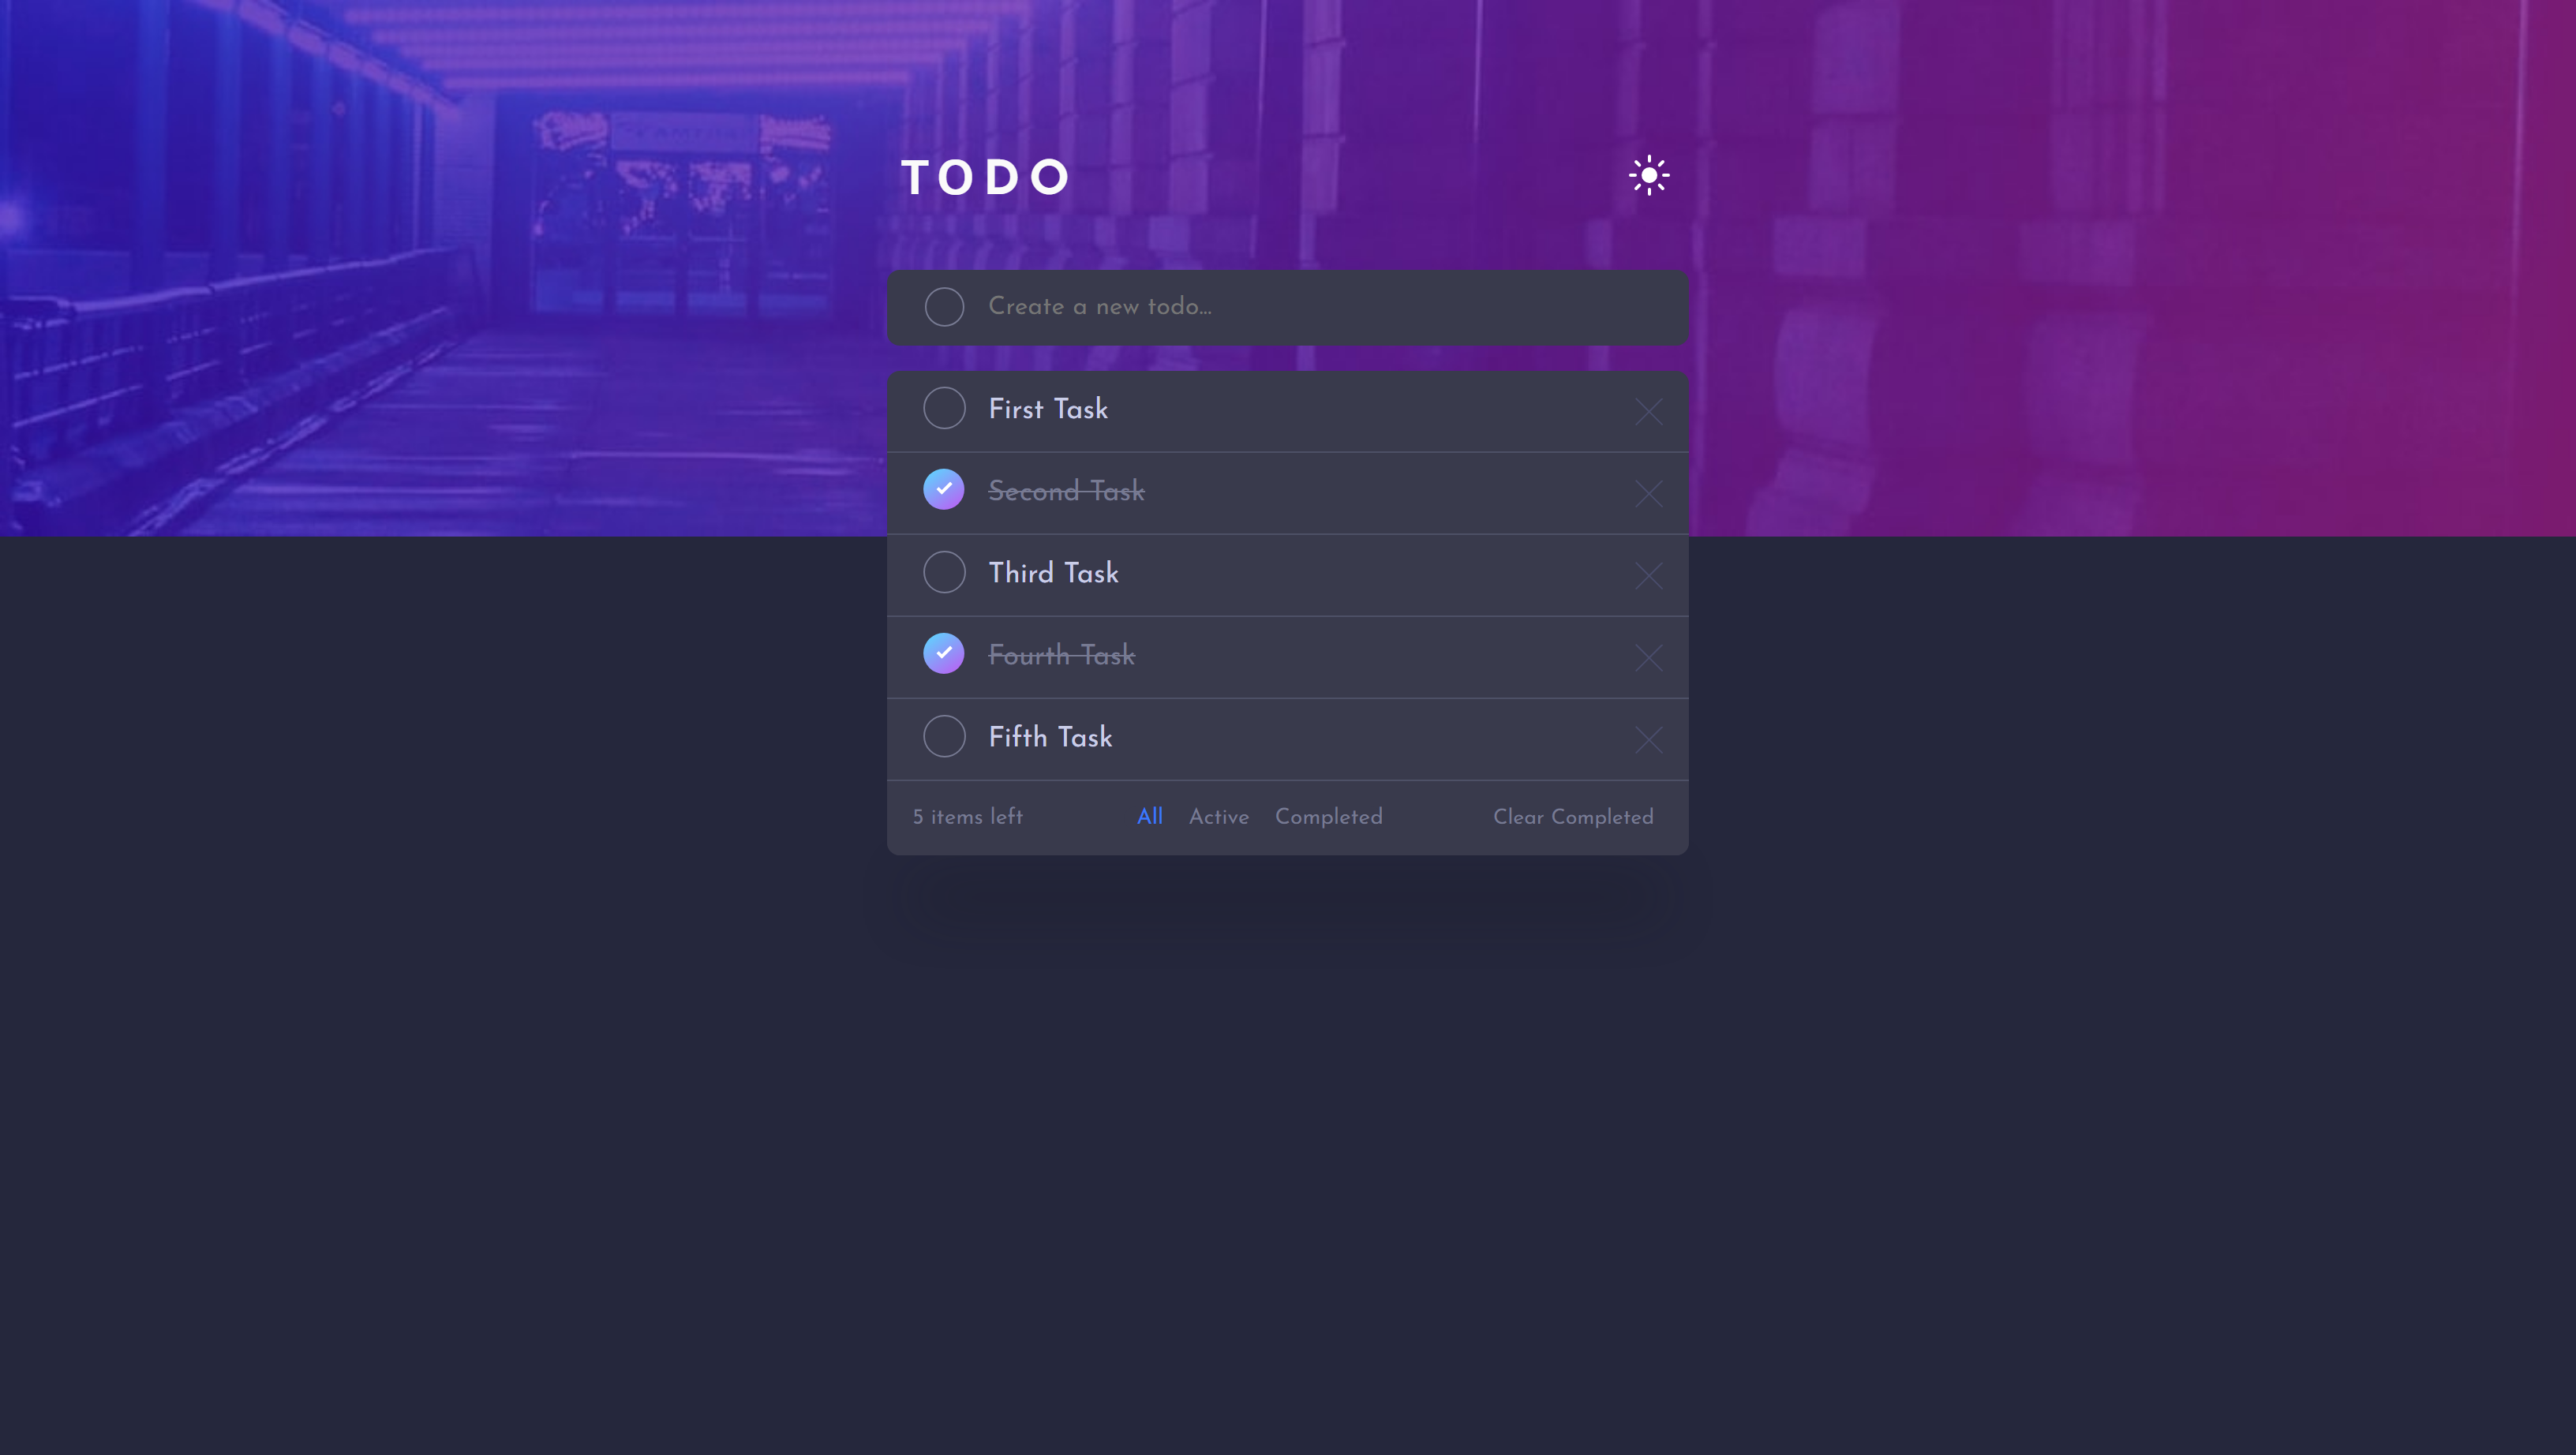 TODO
Create a new todo...
First Task
Second Task
Third Task
Fourth Task
Fifth Task
5 items left All Active Completed Clear Completed